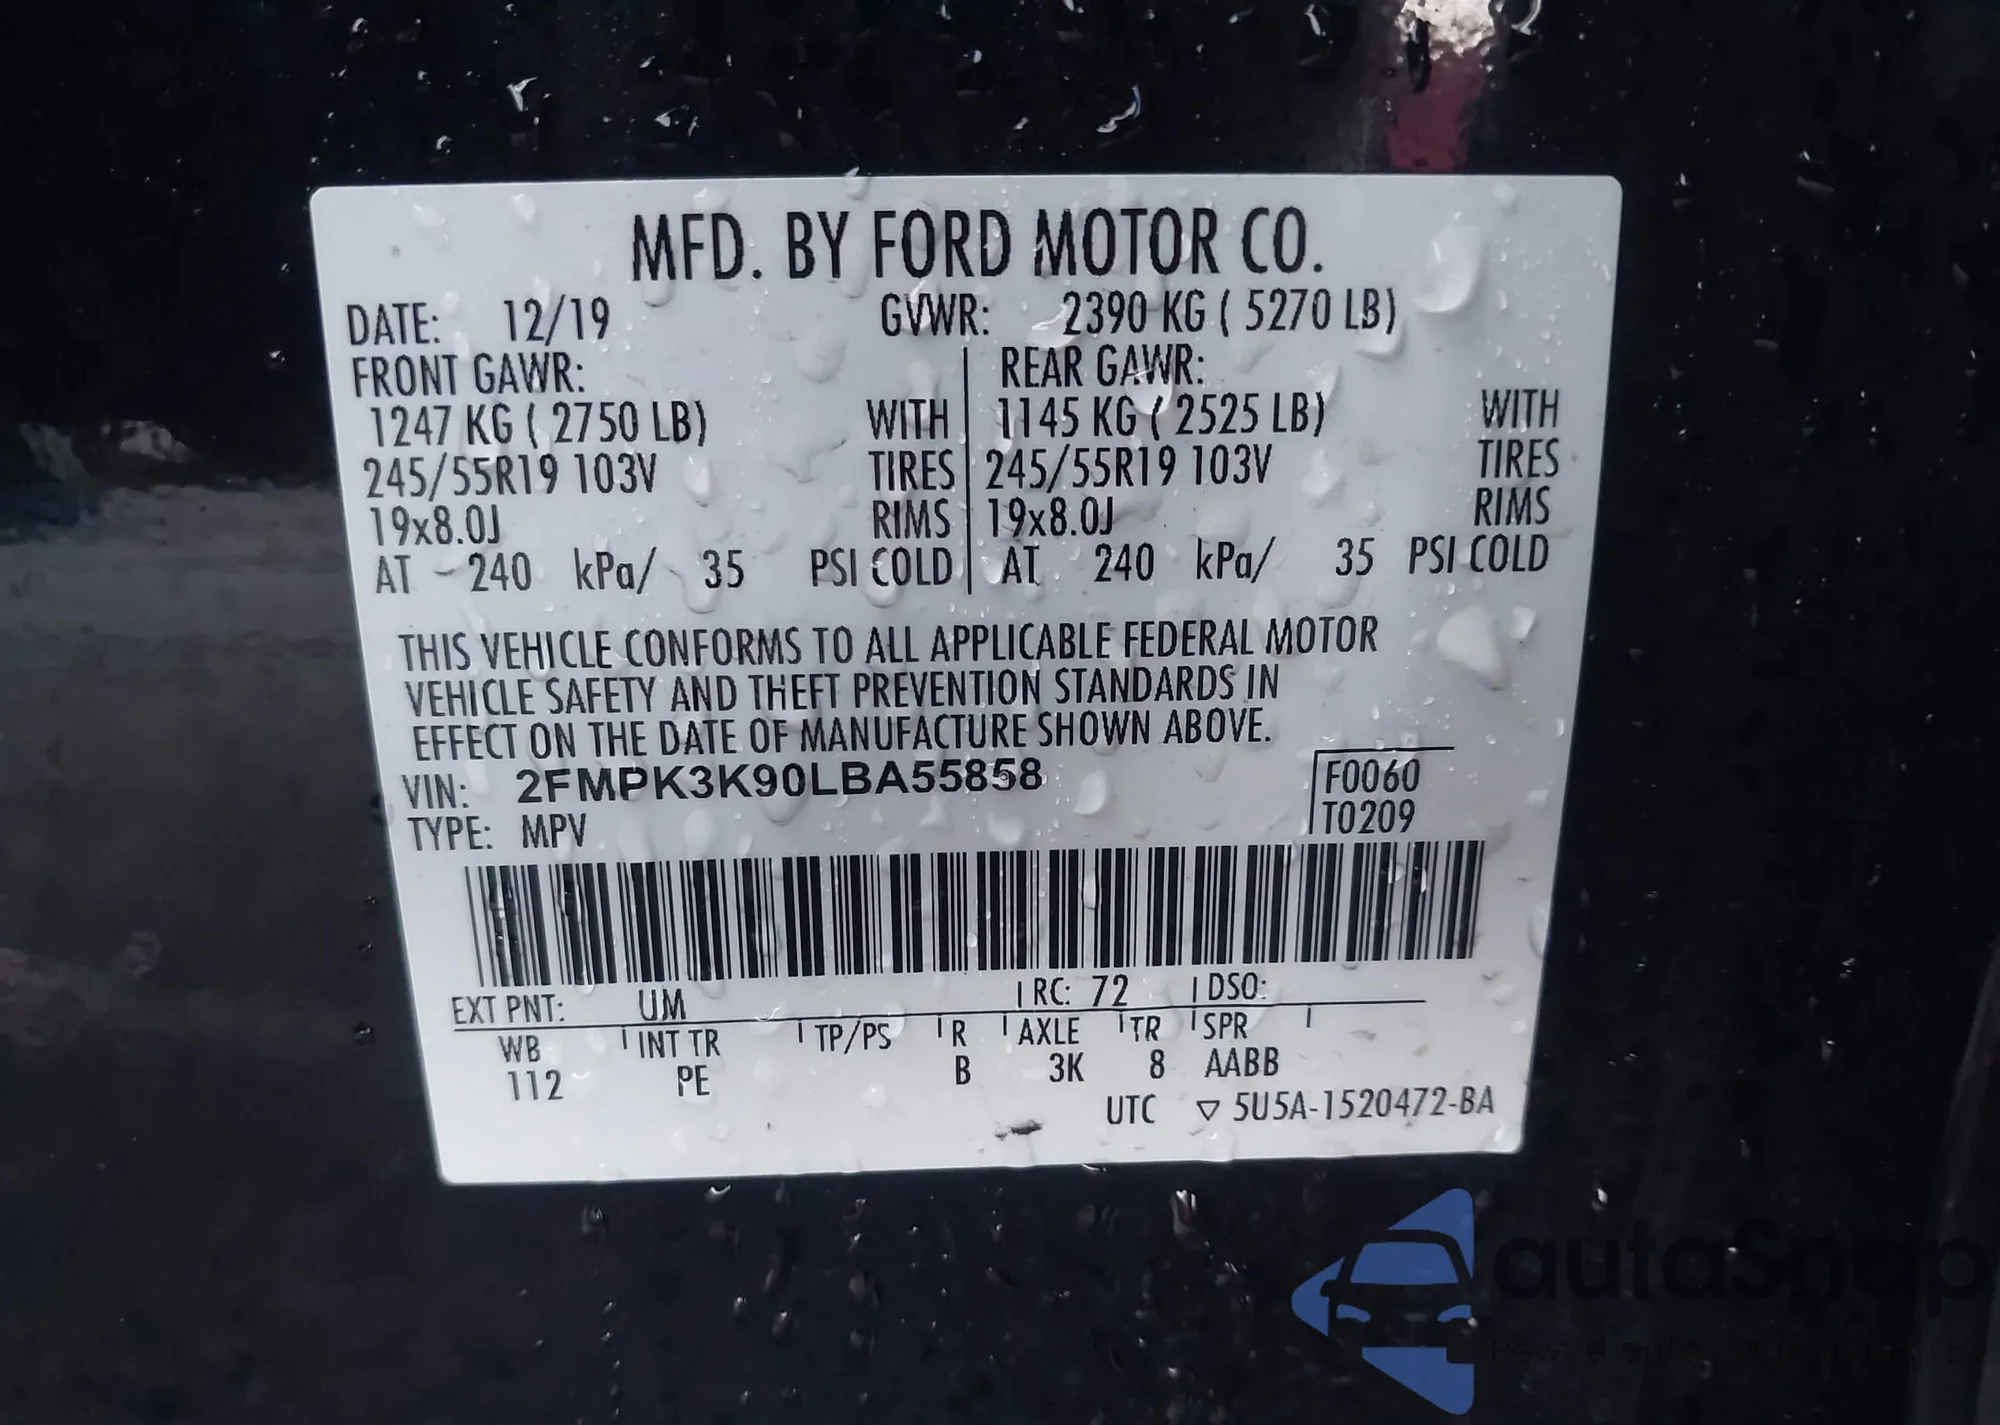 MFD. BY FORD MOTOR CO.
DATE: 12/19 GVWR: 2390 KG ( 5270 LB)
FRONT GAWR: REAR GAWR:
1247 KG ( 2750 LB) WITH 1145 KG ( 2525 LB) WITH
245/55R19 103V TIRES 245/55R19 103V TIRES
19x8.0J RIMS 19x8.0J RIMS
AT 240 kPa/ 35 PSI COLD AT 240 kPa/ 35 PSI COLD
THIS VEHICLE CONFORMS TO ALL APPLICABLE FEDERAL MOTOR
VEHICLE SAFETY AND THEFT PREVENTION STANDARDS IN
EFFECT ON THE DATE OF MANUFACTURE SHOWN ABOVE.
VIN: 2FMPK3K90LBA55858 F0060
TYPE: MPV T0209
EXT PNT: UM RC: 72 DSO:
WB INT TR TP/PS R AXLE TR SPR
112 PE B 3K 8 AABB
UTC ▽ 5U5A-1520472-BA
autoSnap